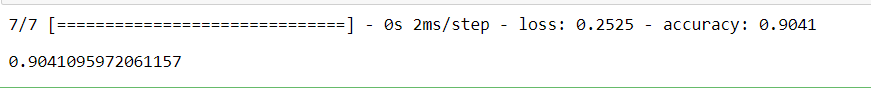 7/7 [==============================] - 0s 2ms/step - loss: 0.2525 - accuracy: 0.9041
0.9041095972061157